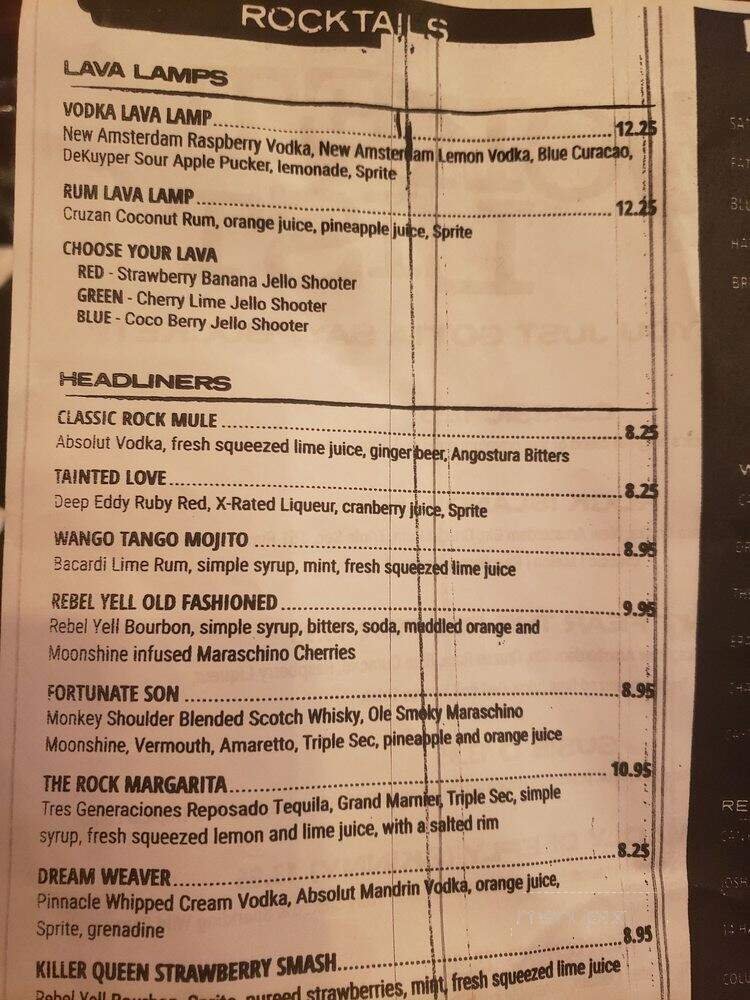 ROCKTAILS
LAVA LAMPS
VODKA LAVA LAMP 12.25
New Amsterdam Raspberry Vodka, New Amsterdam Lemon Vodka, Blue Curacao,
DeKuyper Sour Apple Pucker, lemonade, Sprite
RUM LAVA LAMP 12.25
Cruzan Coconut Rum, orange juice, pineapple juice, Sprite
CHOOSE YOUR LAVA
RED - Strawberry Banana Jello Shooter
GREEN - Cherry Lime Jello Shooter
BLUE - Coco Berry Jello Shooter
HEADLINERS
CLASSIC ROCK MULE 8.25
Absolut Vodka, fresh squeezed lime juice, ginger beer, Angostura Bitters
TAINTED LOVE 8.25
Deep Eddy Ruby Red, X-Rated Liqueur, cranberry juice, Sprite
WANGO TANGO MOJITO 8.95
Bacardi Lime Rum, simple syrup, mint, fresh squeezed lime juice
REBEL YELL OLD FASHIONED 9.95
Rebel Yell Bourbon, simple syrup, bitters, soda, muddled orange and
Moonshine infused Maraschino Cherries
FORTUNATE SON 8.95
Monkey Shoulder Blended Scotch Whisky, Ole Smoky Maraschino
Moonshine, Vermouth, Amaretto, Triple Sec, pineapple and orange juice
THE ROCK MARGARITA 10.95
Tres Generaciones Reposado Tequila, Grand Marnier, Triple Sec, simple
syrup, fresh squeezed lemon and lime juice, with a salted rim
DREAM WEAVER 8.25
Pinnacle Whipped Cream Vodka, Absolut Mandrin Vodka, orange juice,
Sprite, grenadine
KILLER QUEEN STRAWBERRY SMASH 8.95
Rebel Yell Bourbon, Sprite, pureed strawberries, mint, fresh squeezed lime juice